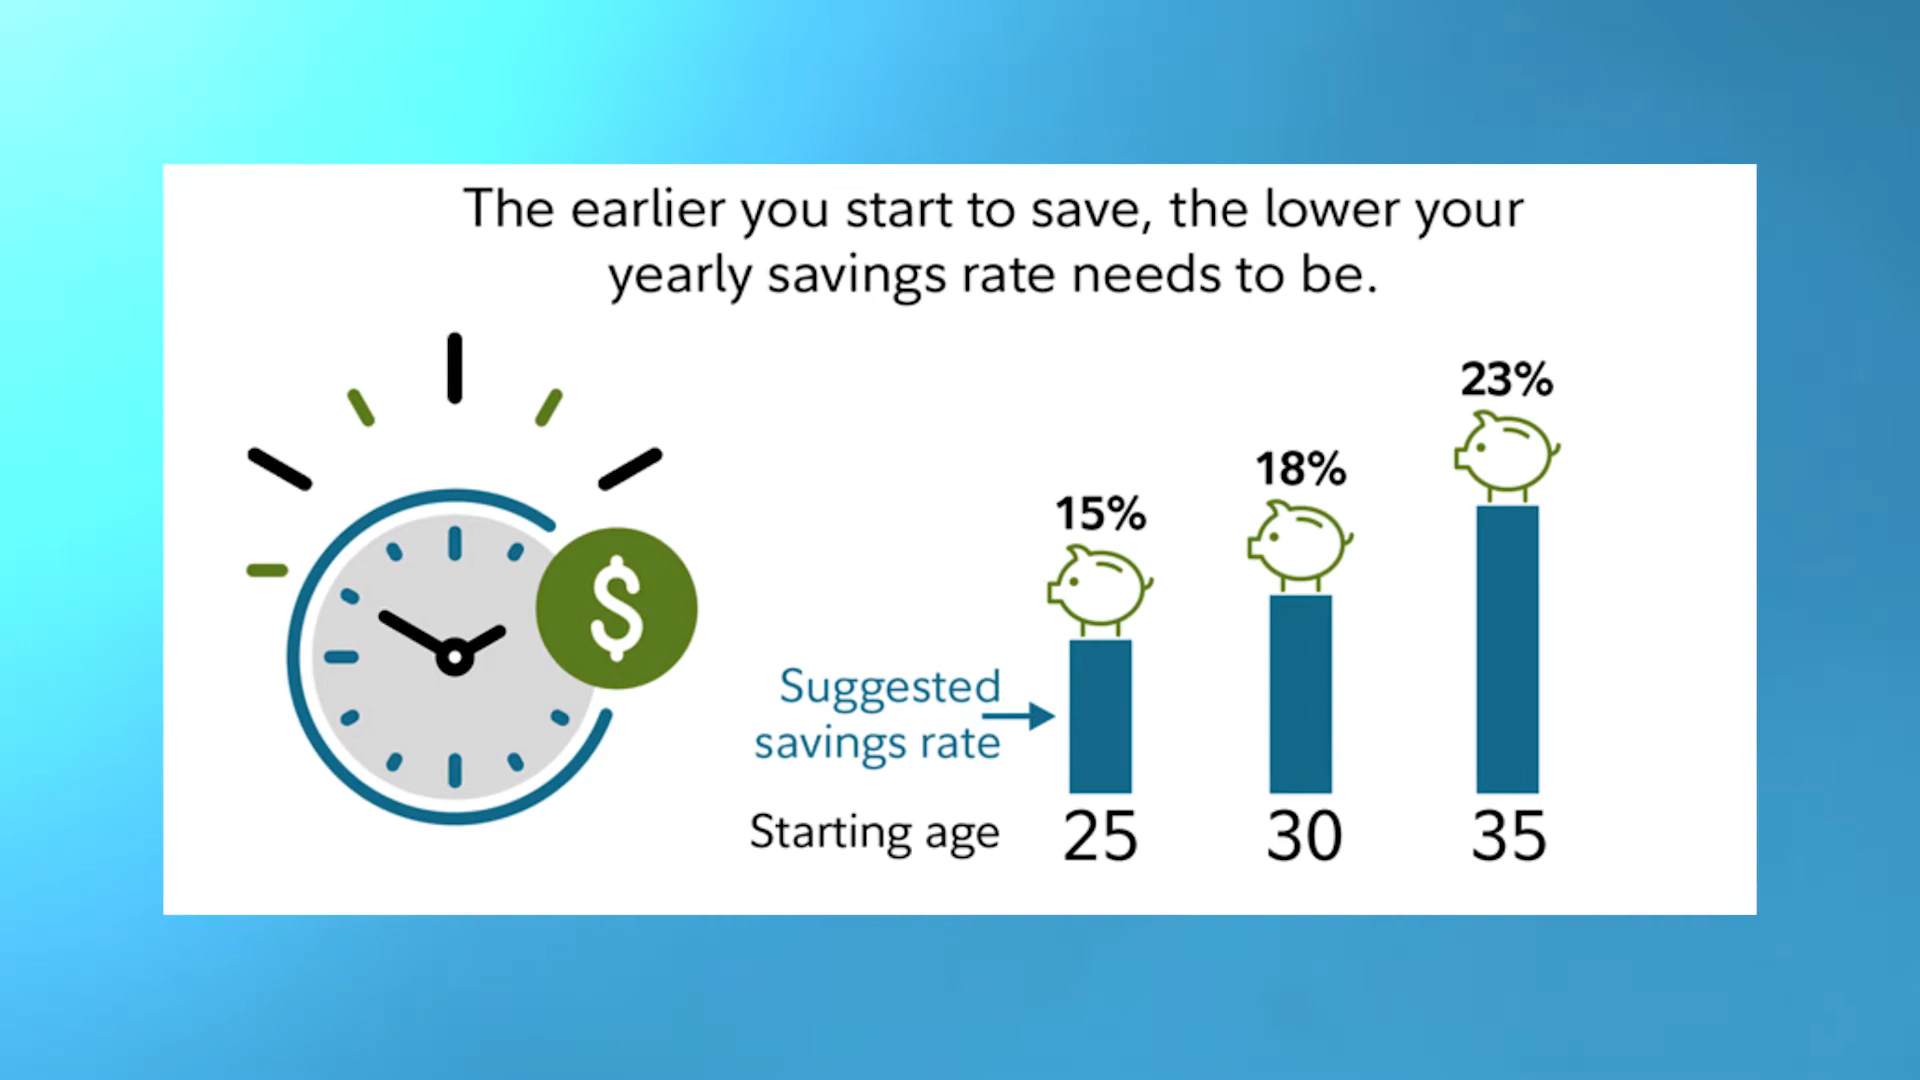 The earlier you start to save, the lower your
yearly savings rate needs to be.
$
23%
18%
15%
Suggested
savings rate
Starting age 25 30 35